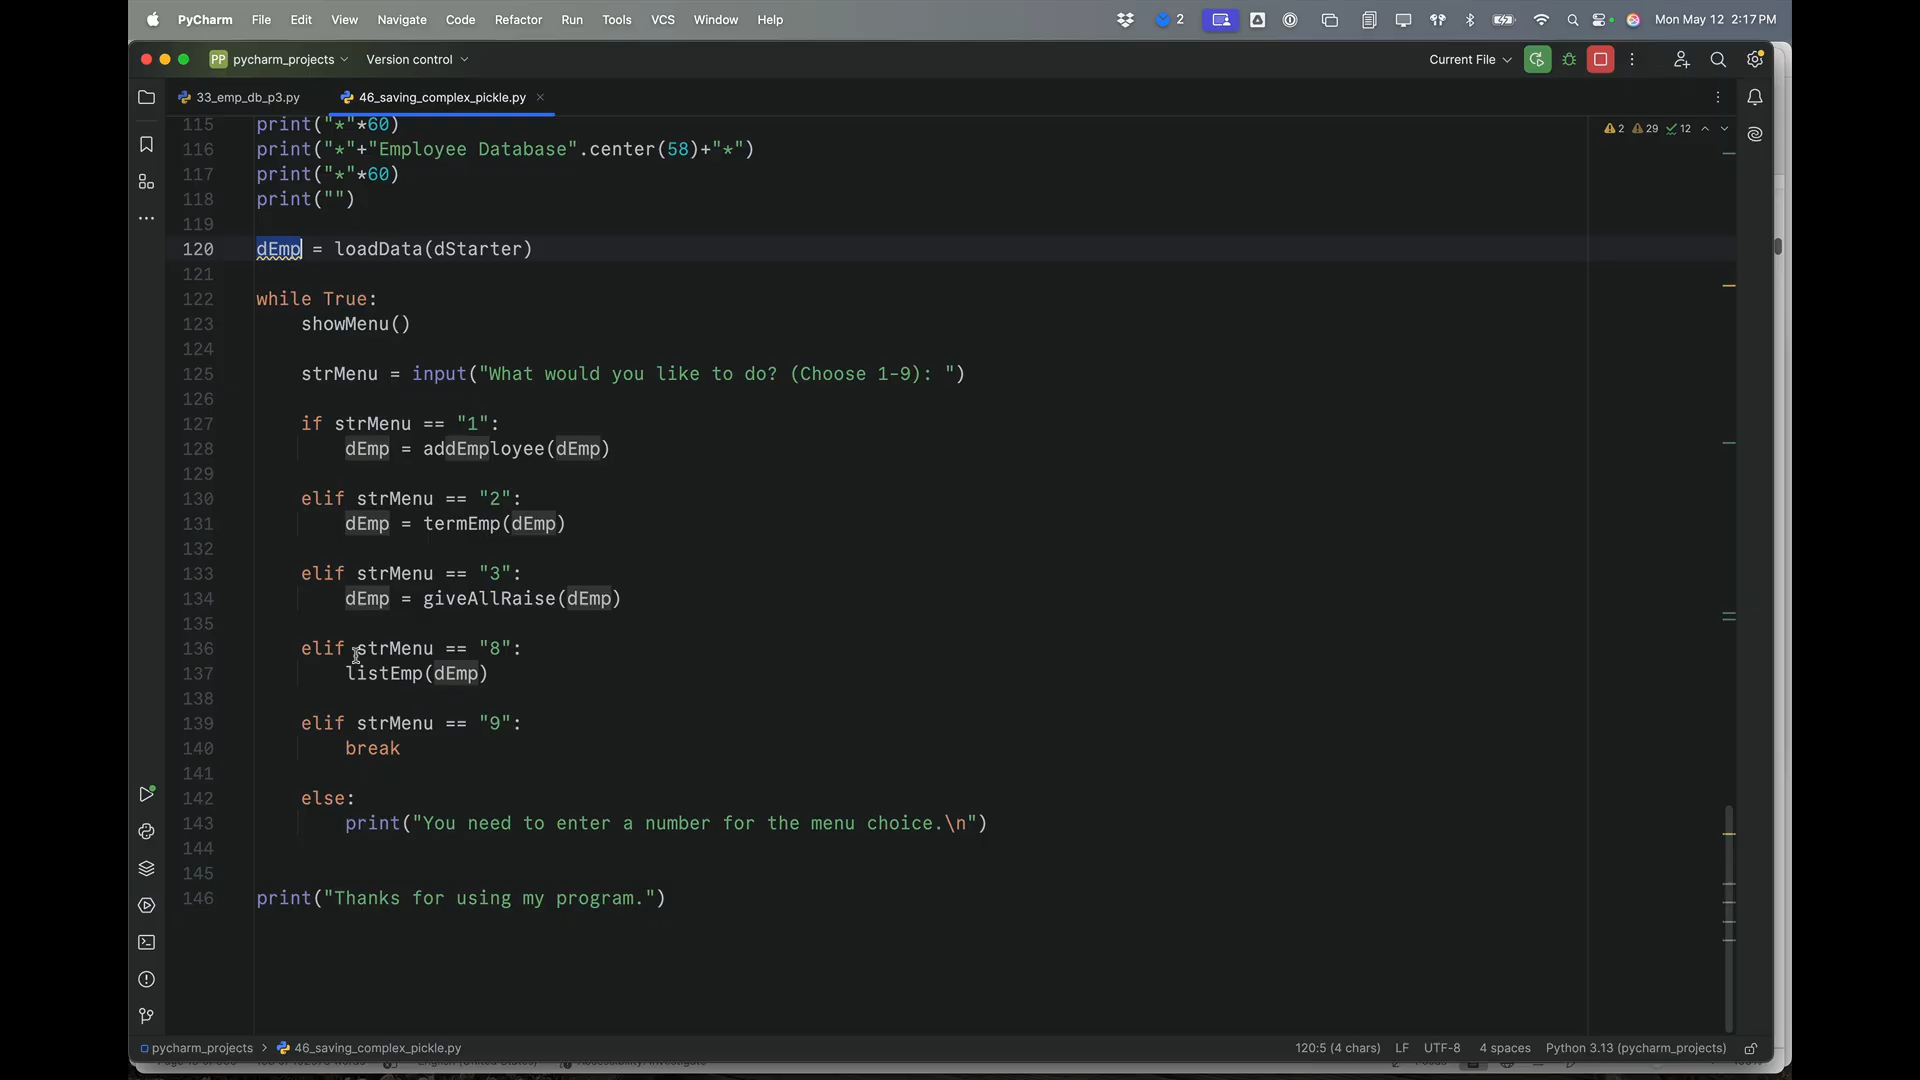 PyCharm File Edit View Navigate Code Refactor Run Tools VCS Window Help 2 Mon May 12 2:17 PM
PP pycharm_projects Version control Current File
33_emp_db_p3.py 46_saving_complex_pickle.py
2 29 12
115 print("*"*60)
116 print("*"+"Employee Database".center(58)+"*")
117 print("*"*60)
118 print("")
119
120 dEmp = loadData(dStarter)
121
122 while True:
123 showMenu()
124
125 strMenu = input("What would you like to do? (Choose 1-9): ")
126
127 if strMenu == "1":
128 dEmp = addEmployee(dEmp)
129
130 elif strMenu == "2":
131 dEmp = termEmp(dEmp)
132
133 elif strMenu == "3":
134 dEmp = giveAllRaise(dEmp)
135
136 elif strMenu == "8":
137 listEmp(dEmp)
138
139 elif strMenu == "9":
140 break
141
142 else:
143 print("You need to enter a number for the menu choice.\n")
144
145
146 print("Thanks for using my program.")
pycharm_projects > 46_saving_complex_pickle.py 120:5 (4 chars) LF UTF-8 4 spaces Python 3.13 (pycharm_projects)